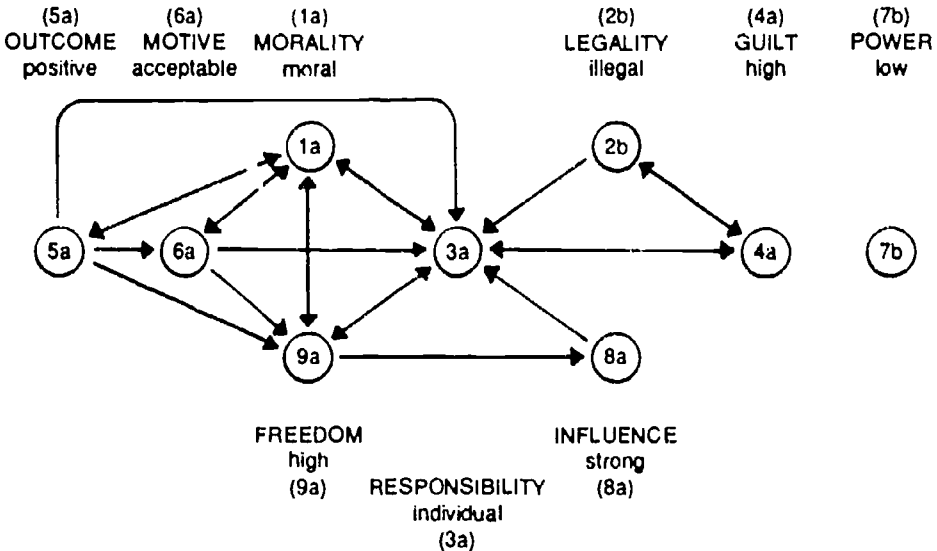 (5a) (6a) (1a) (2b) (4a) (7b)
OUTCOME MOTIVE MORALITY LEGALITY GUILT POWER
positive acceptable moral illegal high low
1a 2b
5a 6a 3a 4a 7b
9a 8a
FREEDOM INFLUENCE
high strong
(9a) RESPONSIBILITY (8a)
individual
(3a)